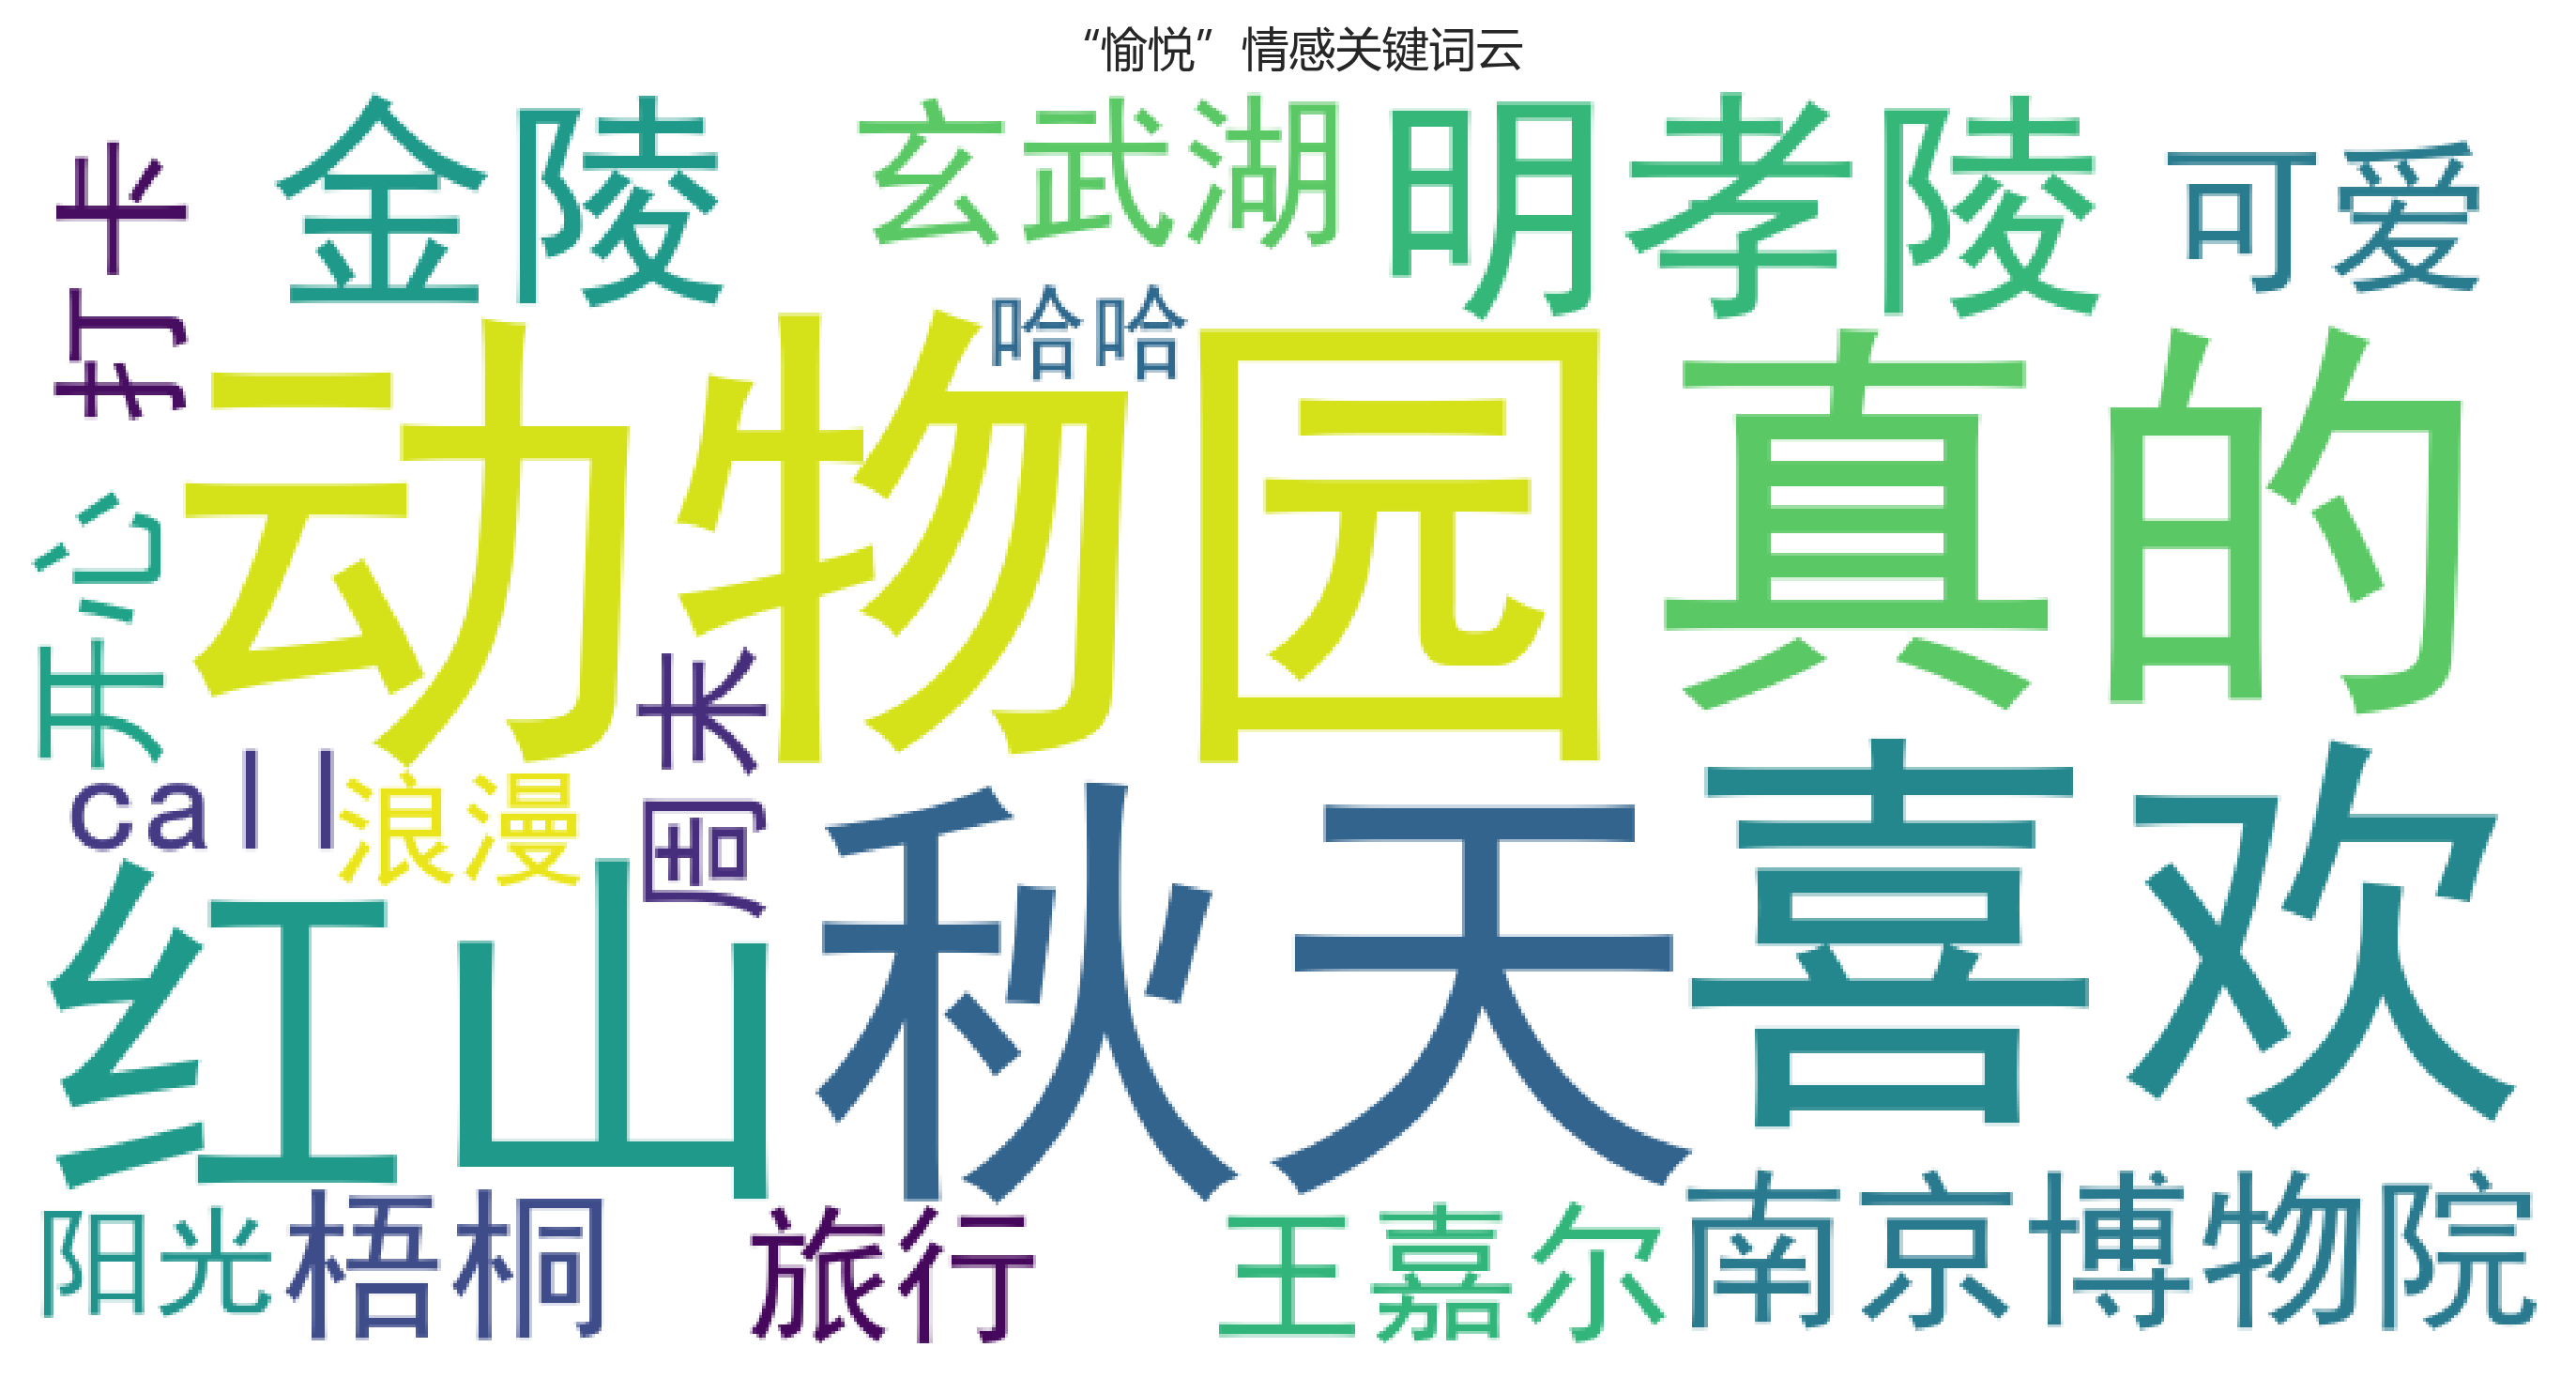 “愉悦”情感关键词云
打卡
金陵
玄武湖
明孝陵
可爱
哈哈
动物园
真的
开心
周末
call
浪漫
红山
秋天
喜欢
阳光
梧桐
旅行
王嘉尔
南京博物院